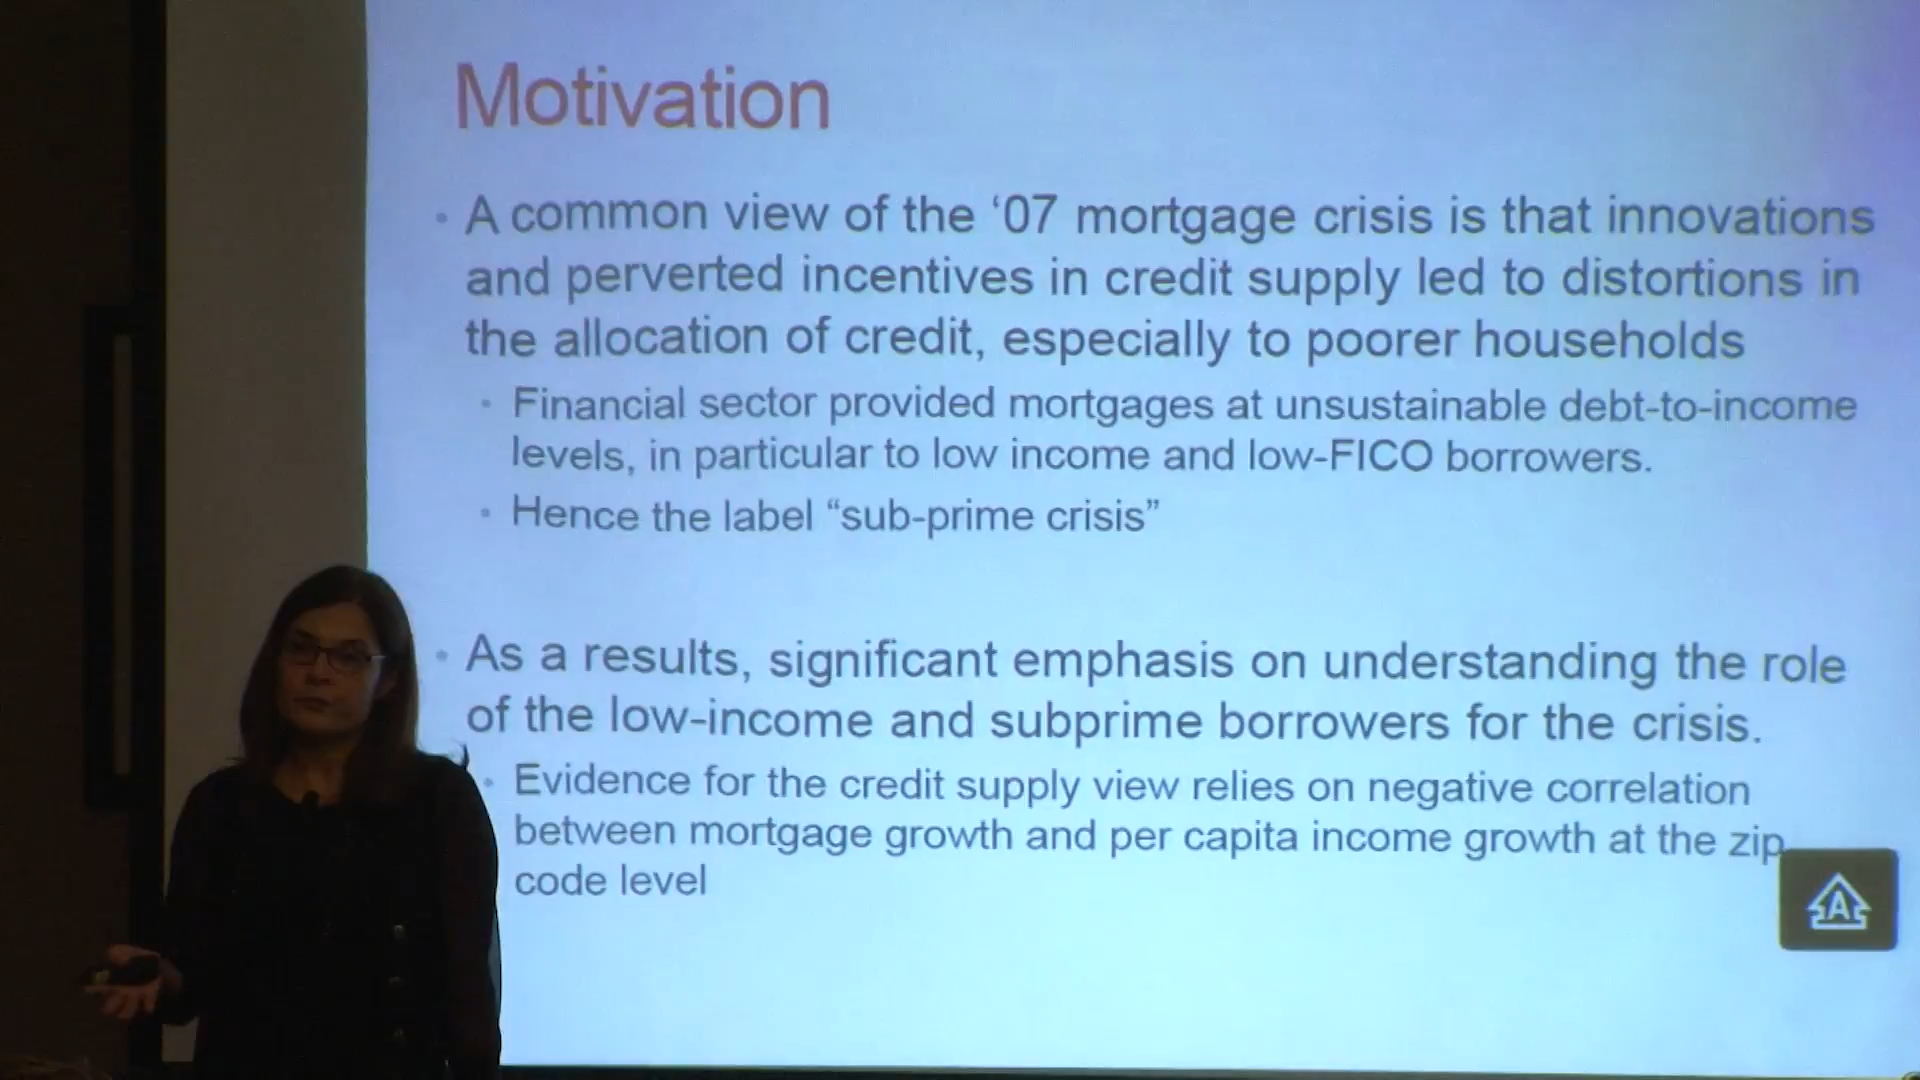 Motivation
• A common view of the ‘07 mortgage crisis is that innovations
and perverted incentives in credit supply led to distortions in
the allocation of credit, especially to poorer households
• Financial sector provided mortgages at unsustainable debt-to-income
levels, in particular to low income and low-FICO borrowers.
• Hence the label “sub-prime crisis”
• As a results, significant emphasis on understanding the role
of the low-income and subprime borrowers for the crisis.
• Evidence for the credit supply view relies on negative correlation
between mortgage growth and per capita income growth at the zip
code level
A